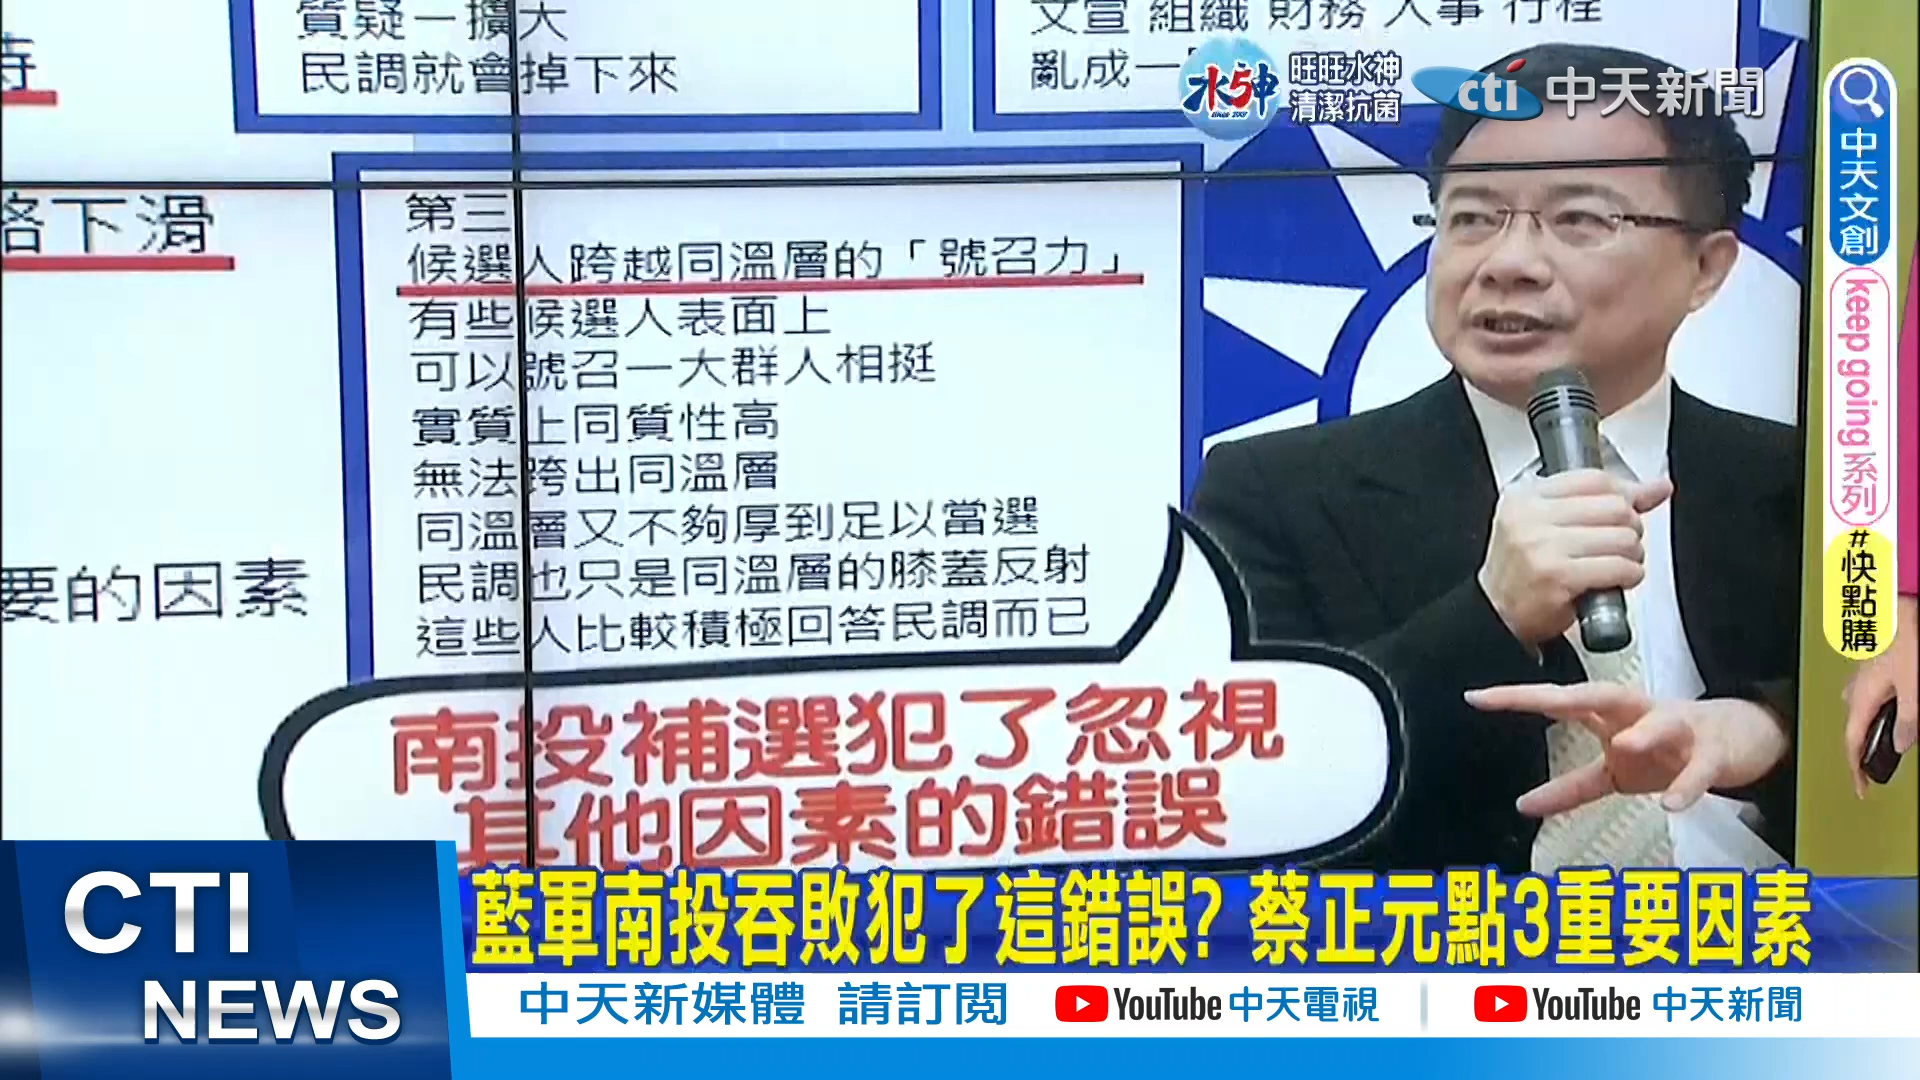 質疑一擴大
民調就會掉下來
文宣 組織 財務 人事 行程
亂成一
水神
旺旺水神
清潔抗菌
cti 中天新聞
中天文創
keep going系列
#快點購
路下滑
第三
候選人跨越同溫層的「號召力」
有些候選人表面上
可以號召一大群人相挺
實質上同質性高
無法跨出同溫層
同溫層又不夠厚到足以當選
民調也只是同溫層的膝蓋反射
這些人比較積極回答民調而已
要的因素
南投補選犯了忽視
其他因素的錯誤
CTI
NEWS
藍軍南投吞敗犯了這錯誤? 蔡正元點3重要因素
中天新媒體 請訂閱 YouTube 中天電視 YouTube 中天新聞